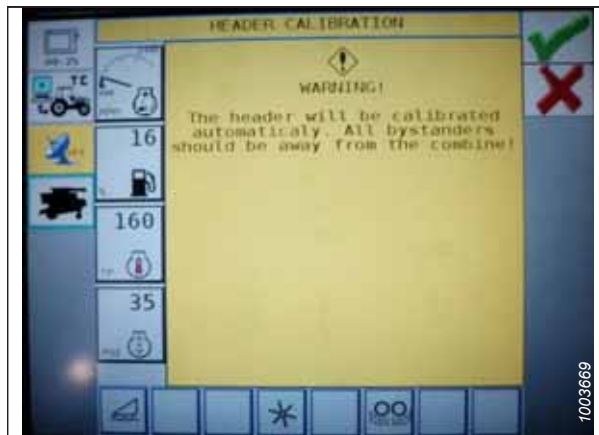 HEADER CALIBRATION
TC
WARNING!
The header will be calibrated
automaticaly. All bystanders
should be away from the combine!
16
160
35
1003669